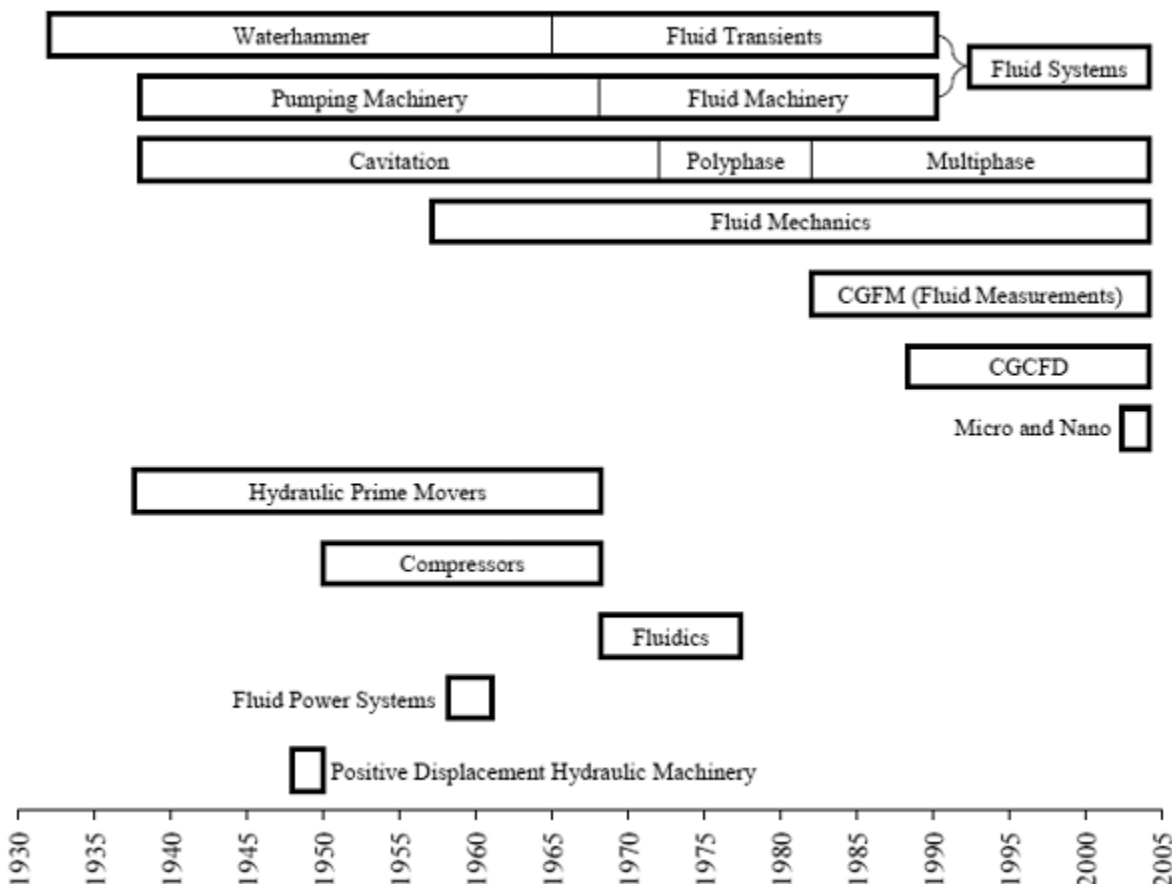 Waterhammer Fluid Transients
Fluid Systems
Pumping Machinery Fluid Machinery
Cavitation Polyphase Multiphase
Fluid Mechanics
CGFM (Fluid Measurements)
CGCFD
Micro and Nano
Hydraulic Prime Movers
Compressors
Fluidics
Fluid Power Systems
Positive Displacement Hydraulic Machinery
1930 1935 1940 1945 1950 1955 1960 1965 1970 1975 1980 1985 1990 1995 2000 2005